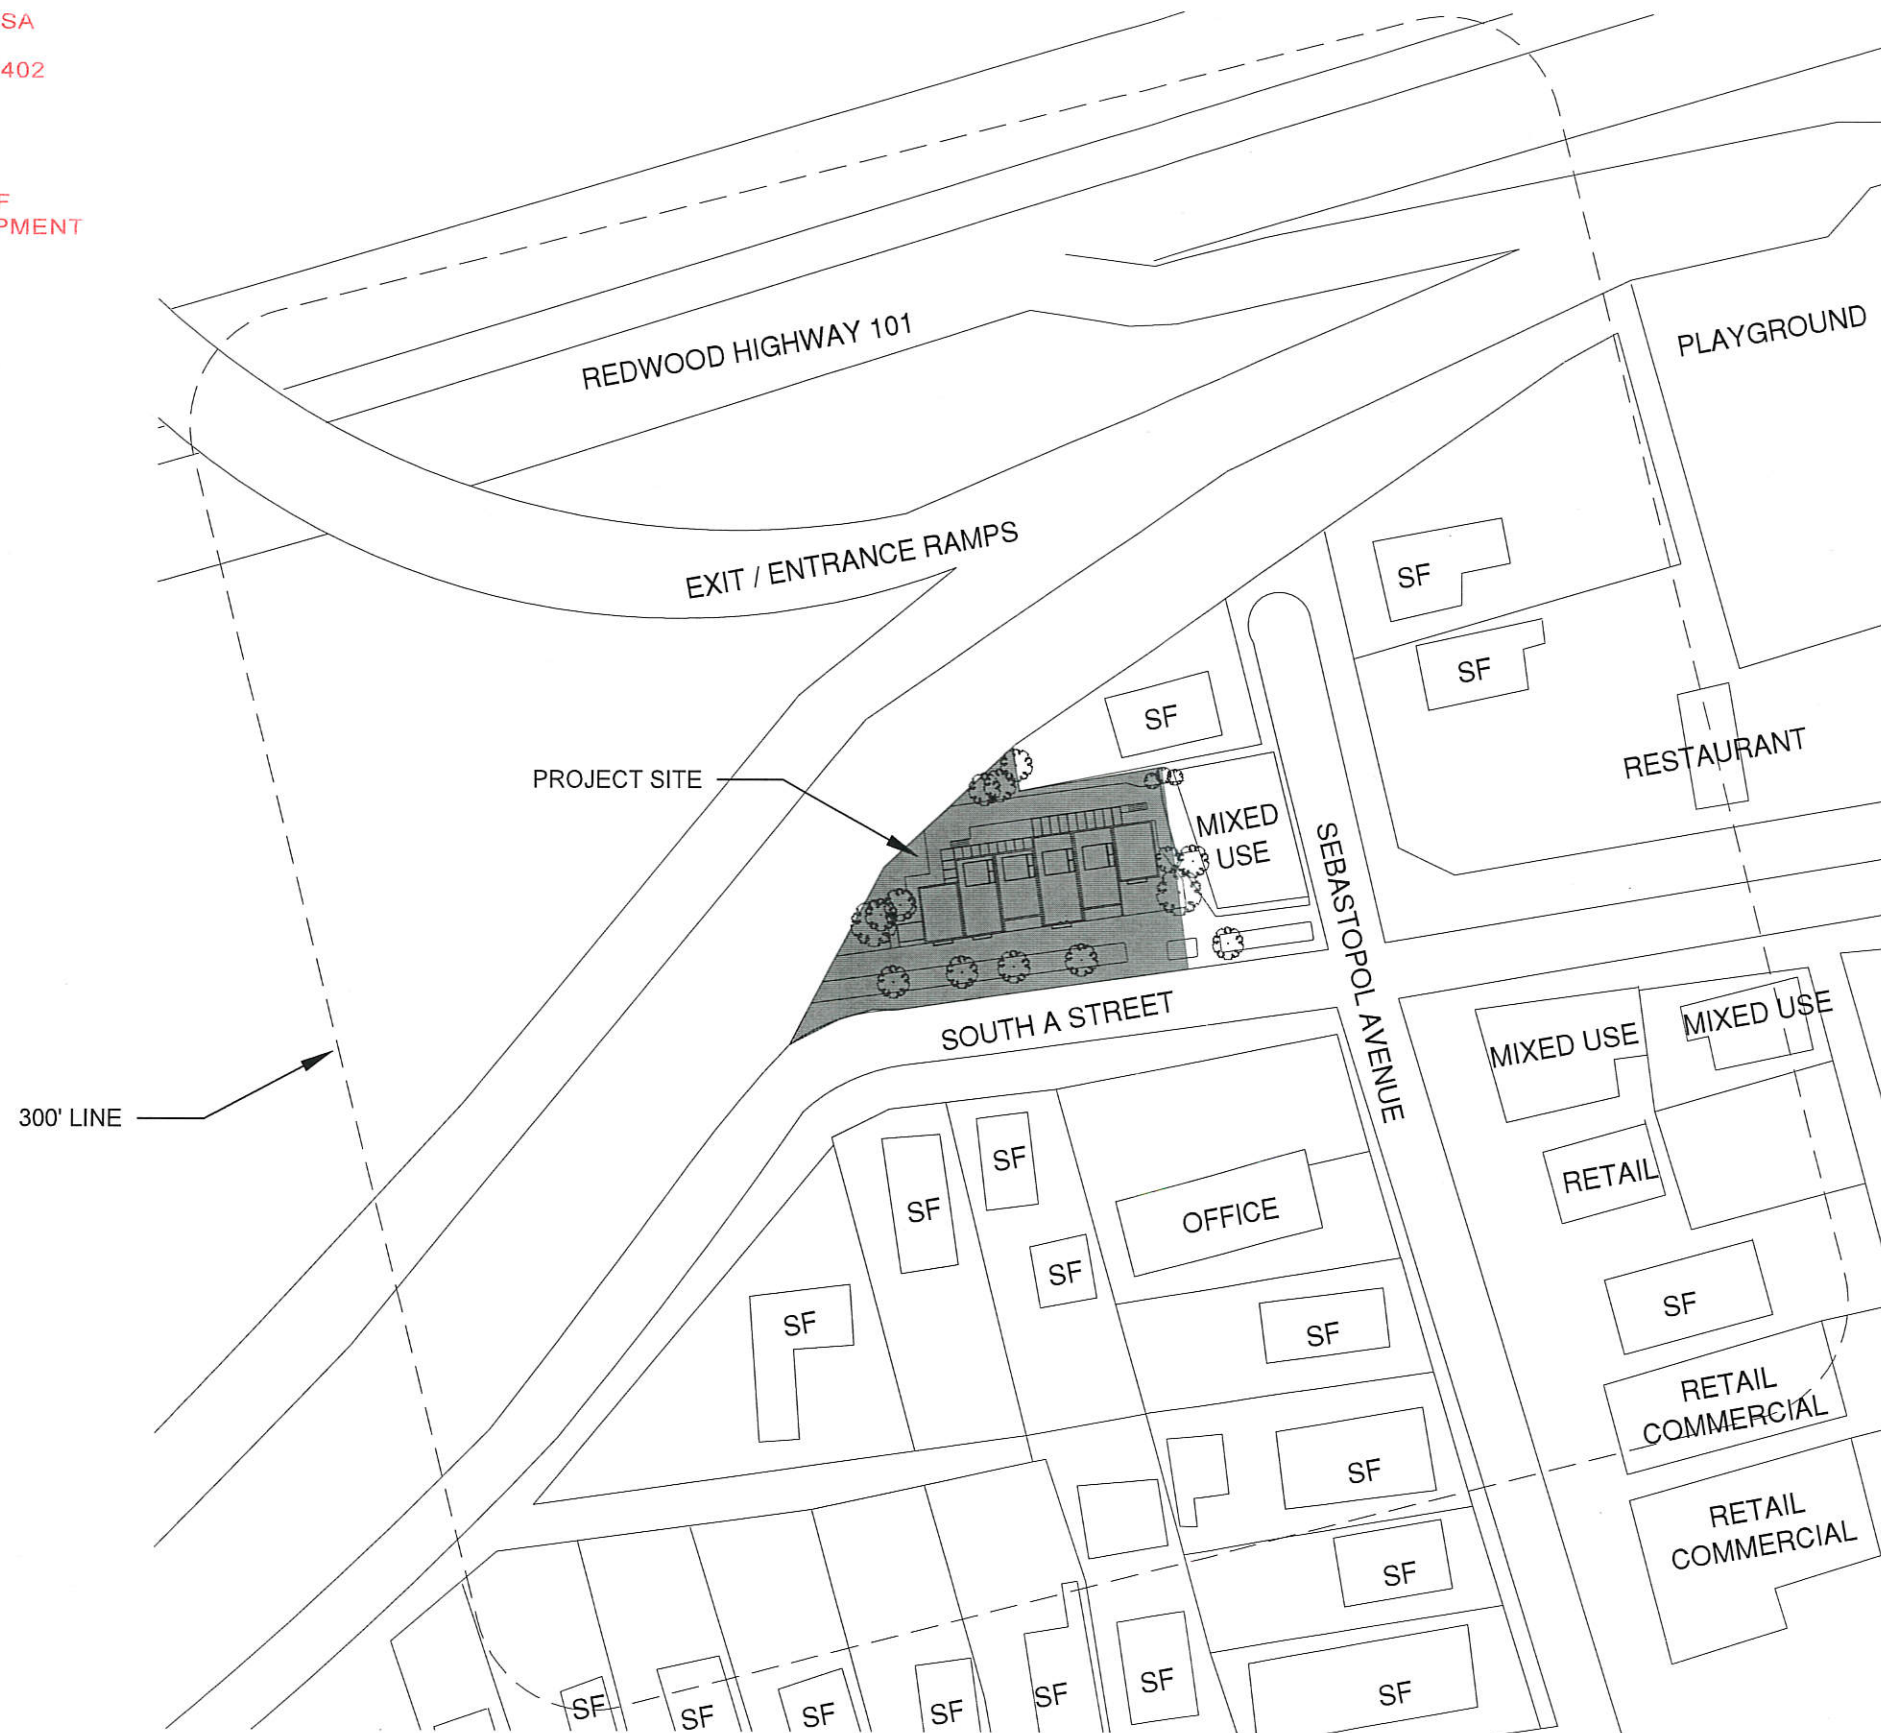 SA
402
F
PMENT
REDWOOD HIGHWAY 101
PLAYGROUND
EXIT / ENTRANCE RAMPS
SF
SF
SF
PROJECT SITE
RESTAURANT
MIXED
USE
SEBASTOPOL AVENUE
SOUTH A STREET
MIXED USE
MIXED USE
300' LINE
SF
SF
RETAIL
OFFICE
SF
SF
SF
SF
RETAIL
COMMERCIAL
SF
RETAIL
COMMERCIAL
SF
SF
SF
SF
SF
SF
SF
SF